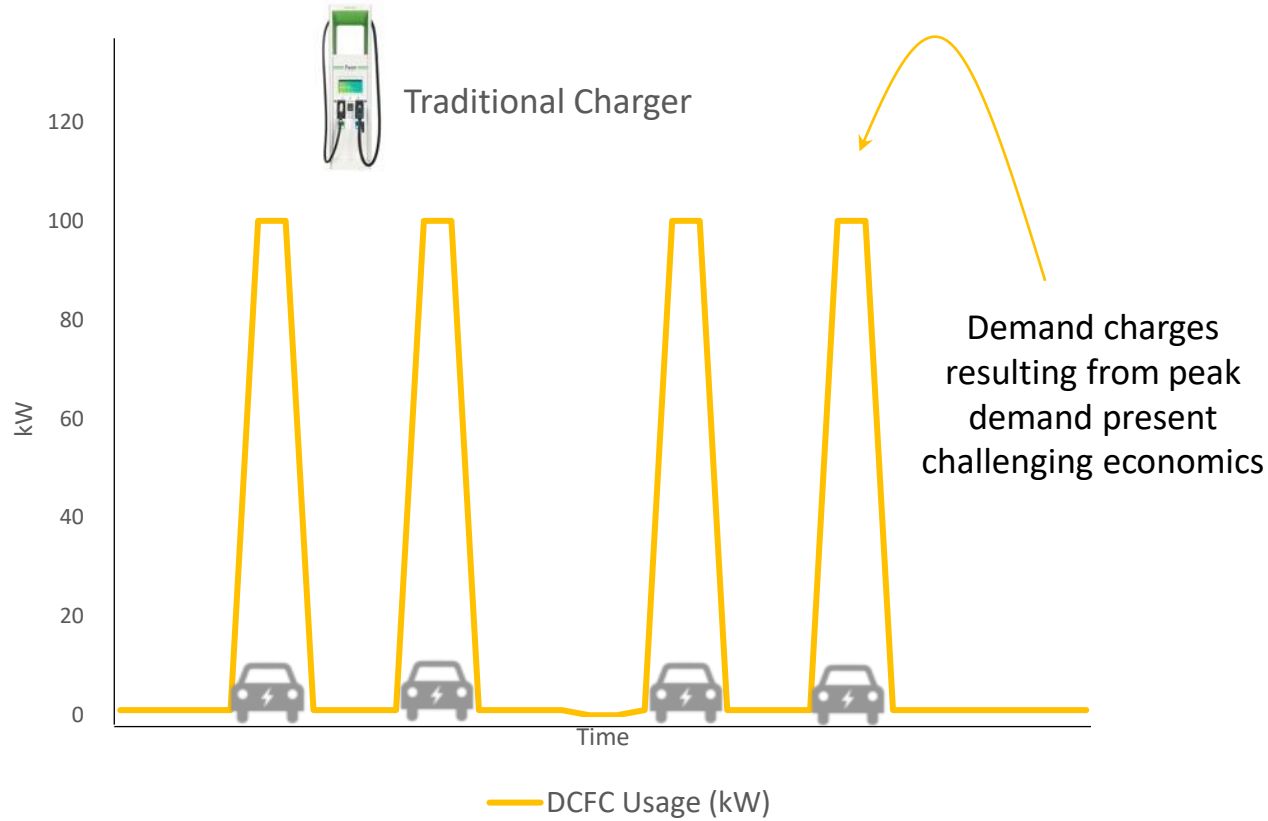 Traditional Charger
120
100
80
60
40
20
0
kW
Time
Demand charges
resulting from peak
demand present
challenging economics
DCFC Usage (kW)